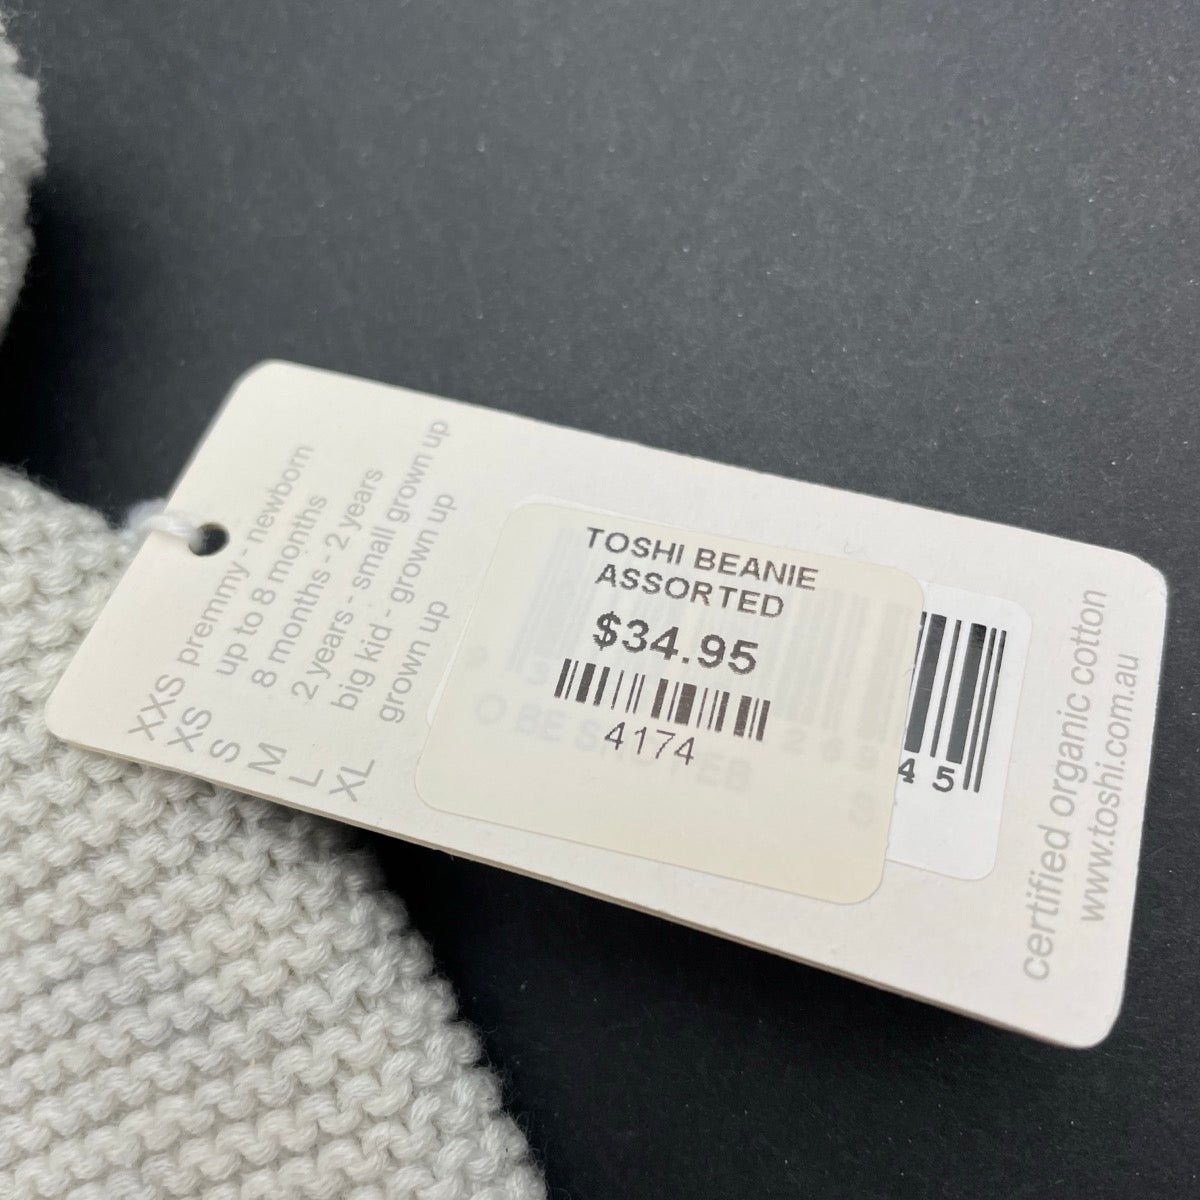 XXS premmy - newborn
XS up to 8 months
S 8 months - 2 years
M 2 years - small grown up
L big kid - grown up
XL grown up
TOSHI BEANIE
ASSORTED
$34.95
4174
O BE S
45
certified organic cotton
www.toshi.com.au